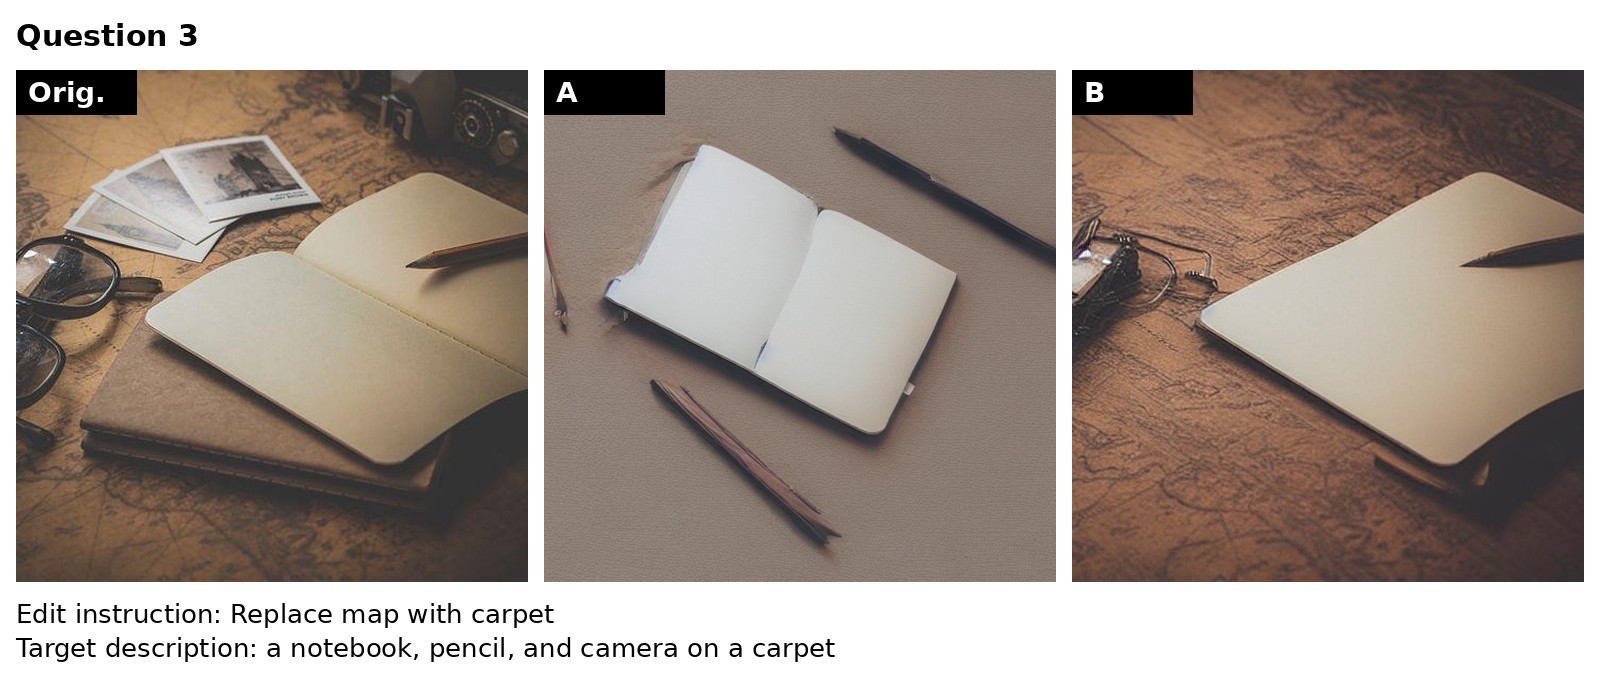 Question 3
Orig.
A
B
Edit instruction: Replace map with carpet
Target description: a notebook, pencil, and camera on a carpet